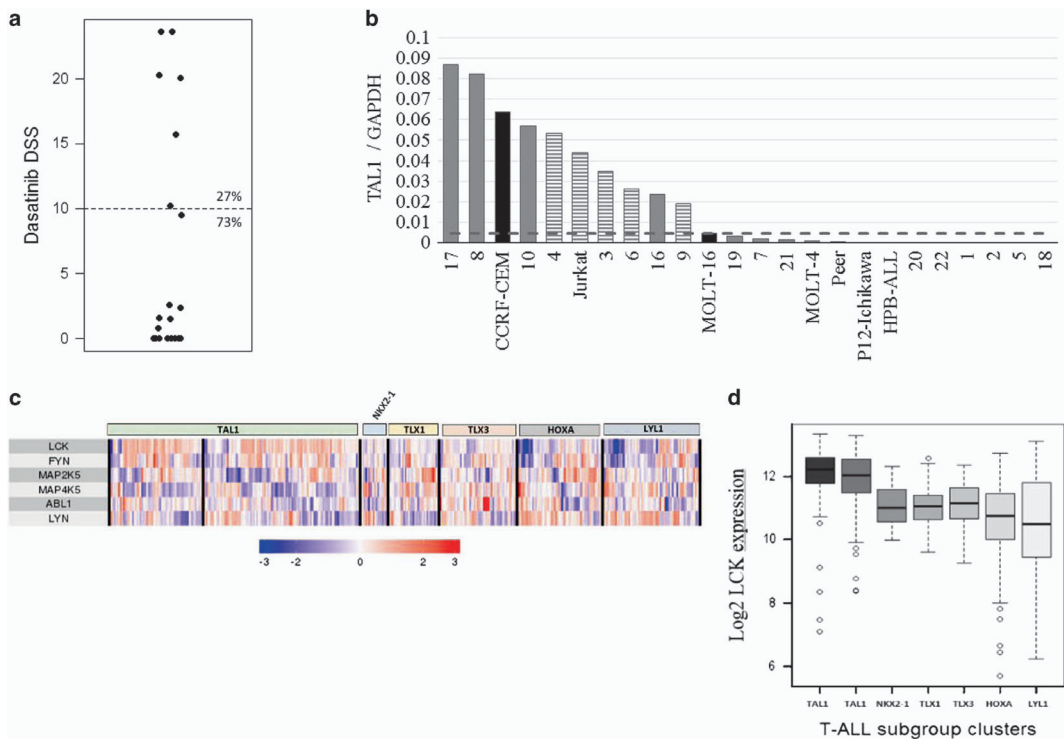 a
Dasatinib DSS
20
15
10
5
0
27%
73%
b
TAL1 / GAPDH
0.1
0.09
0.08
0.07
0.06
0.05
0.04
0.03
0.02
0.01
0
17
8
CCRF-CEM
10
4
Jurkat
3
6
16
9
MOLT-16
19
7
21
MOLT-4
Peer
P12-Ichikawa
HPB-ALL
20
22
1
2
5
18
c
TAL1
NKX2-1
TLX1
TLX3
HOXA
LYL1
LCK
FYN
MAP2K5
MAP4K5
ABL1
LYN
-3 -2 0 2 3
d
Log2 LCK expression
12
10
8
6
TAL1 TAL1 NKX2-1 TLX1 TLX3 HOXA LYL1
T-ALL subgroup clusters